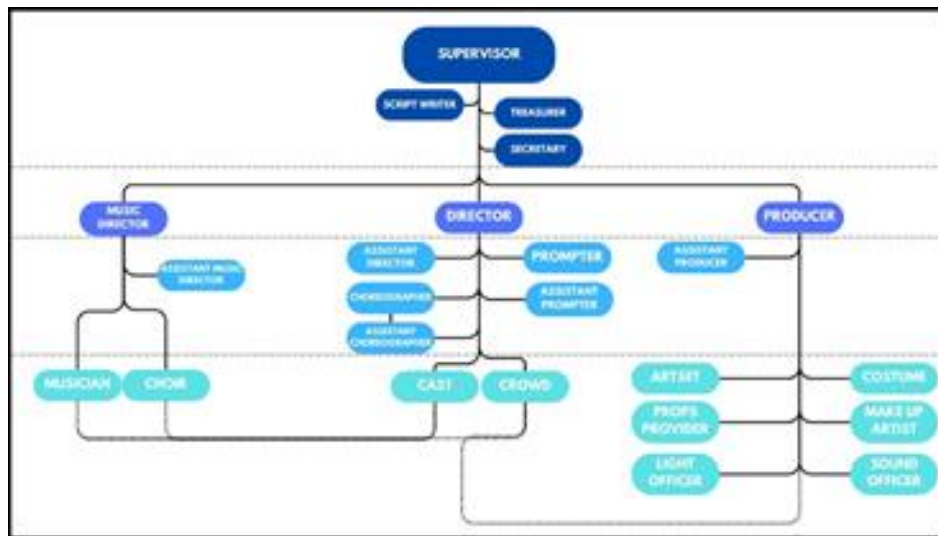 SUPERVISOR
SCRIPT WRITER
TREASURER
SECRETARY
MUSIC
DIRECTOR
DIRECTOR
PRODUCER
ASSISTANT MUSIC
DIRECTOR
ASSISTANT
DIRECTOR
PROMPTER
ASSISTANT
PRODUCER
CHOREOGRAPHER
ASSISTANT
PROMPTER
ASSISTANT
CHOREOGRAPHER
MUSICIAN
CHOIR
CAST
CROWD
ARTSET
COSTUME
PROPS
PROVIDER
MAKE UP
ARTIST
LIGHT
OFFICER
SOUND
OFFICER